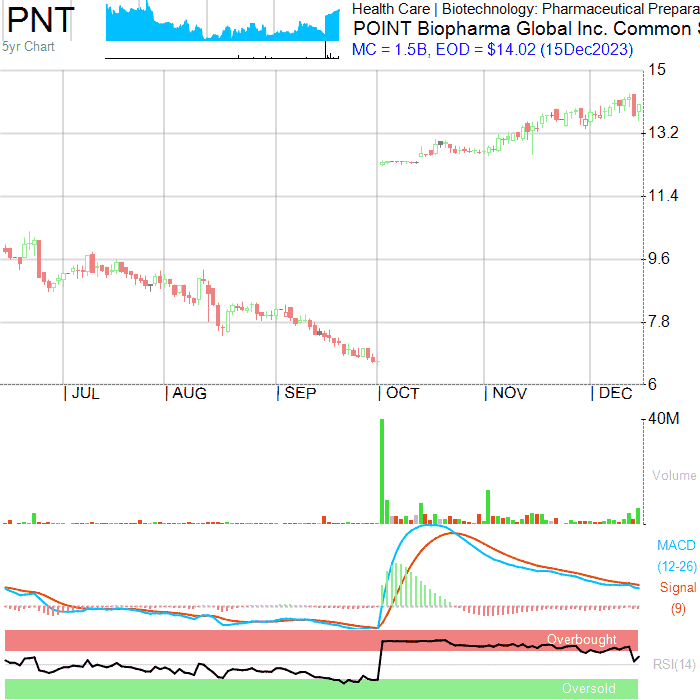 PNT
5yr Chart
Health Care | Biotechnology: Pharmaceutical Prepara
POINT Biopharma Global Inc. Common
MC = 1.5B, EOD = $14.02 (15Dec2023)
15
13.2
11.4
9.6
7.8
6
| JUL | AUG | SEP | OCT | NOV | DEC
40M
Volume
MACD
(12-26)
Signal
(9)
Overbought
RSI(14)
Oversold